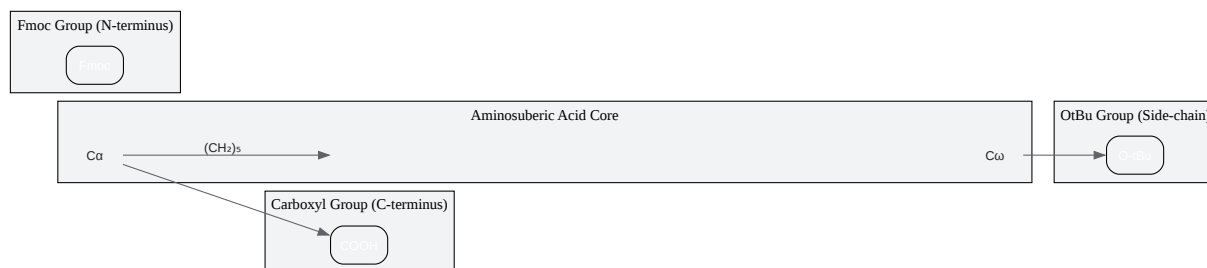 Fmoc Group (N-terminus)
Fmoc
Aminosuberic Acid Core
OtBu Group (Side-chain)
Cα
(CH₂)₅
Cω
O-tBu
Carboxyl Group (C-terminus)
COOH